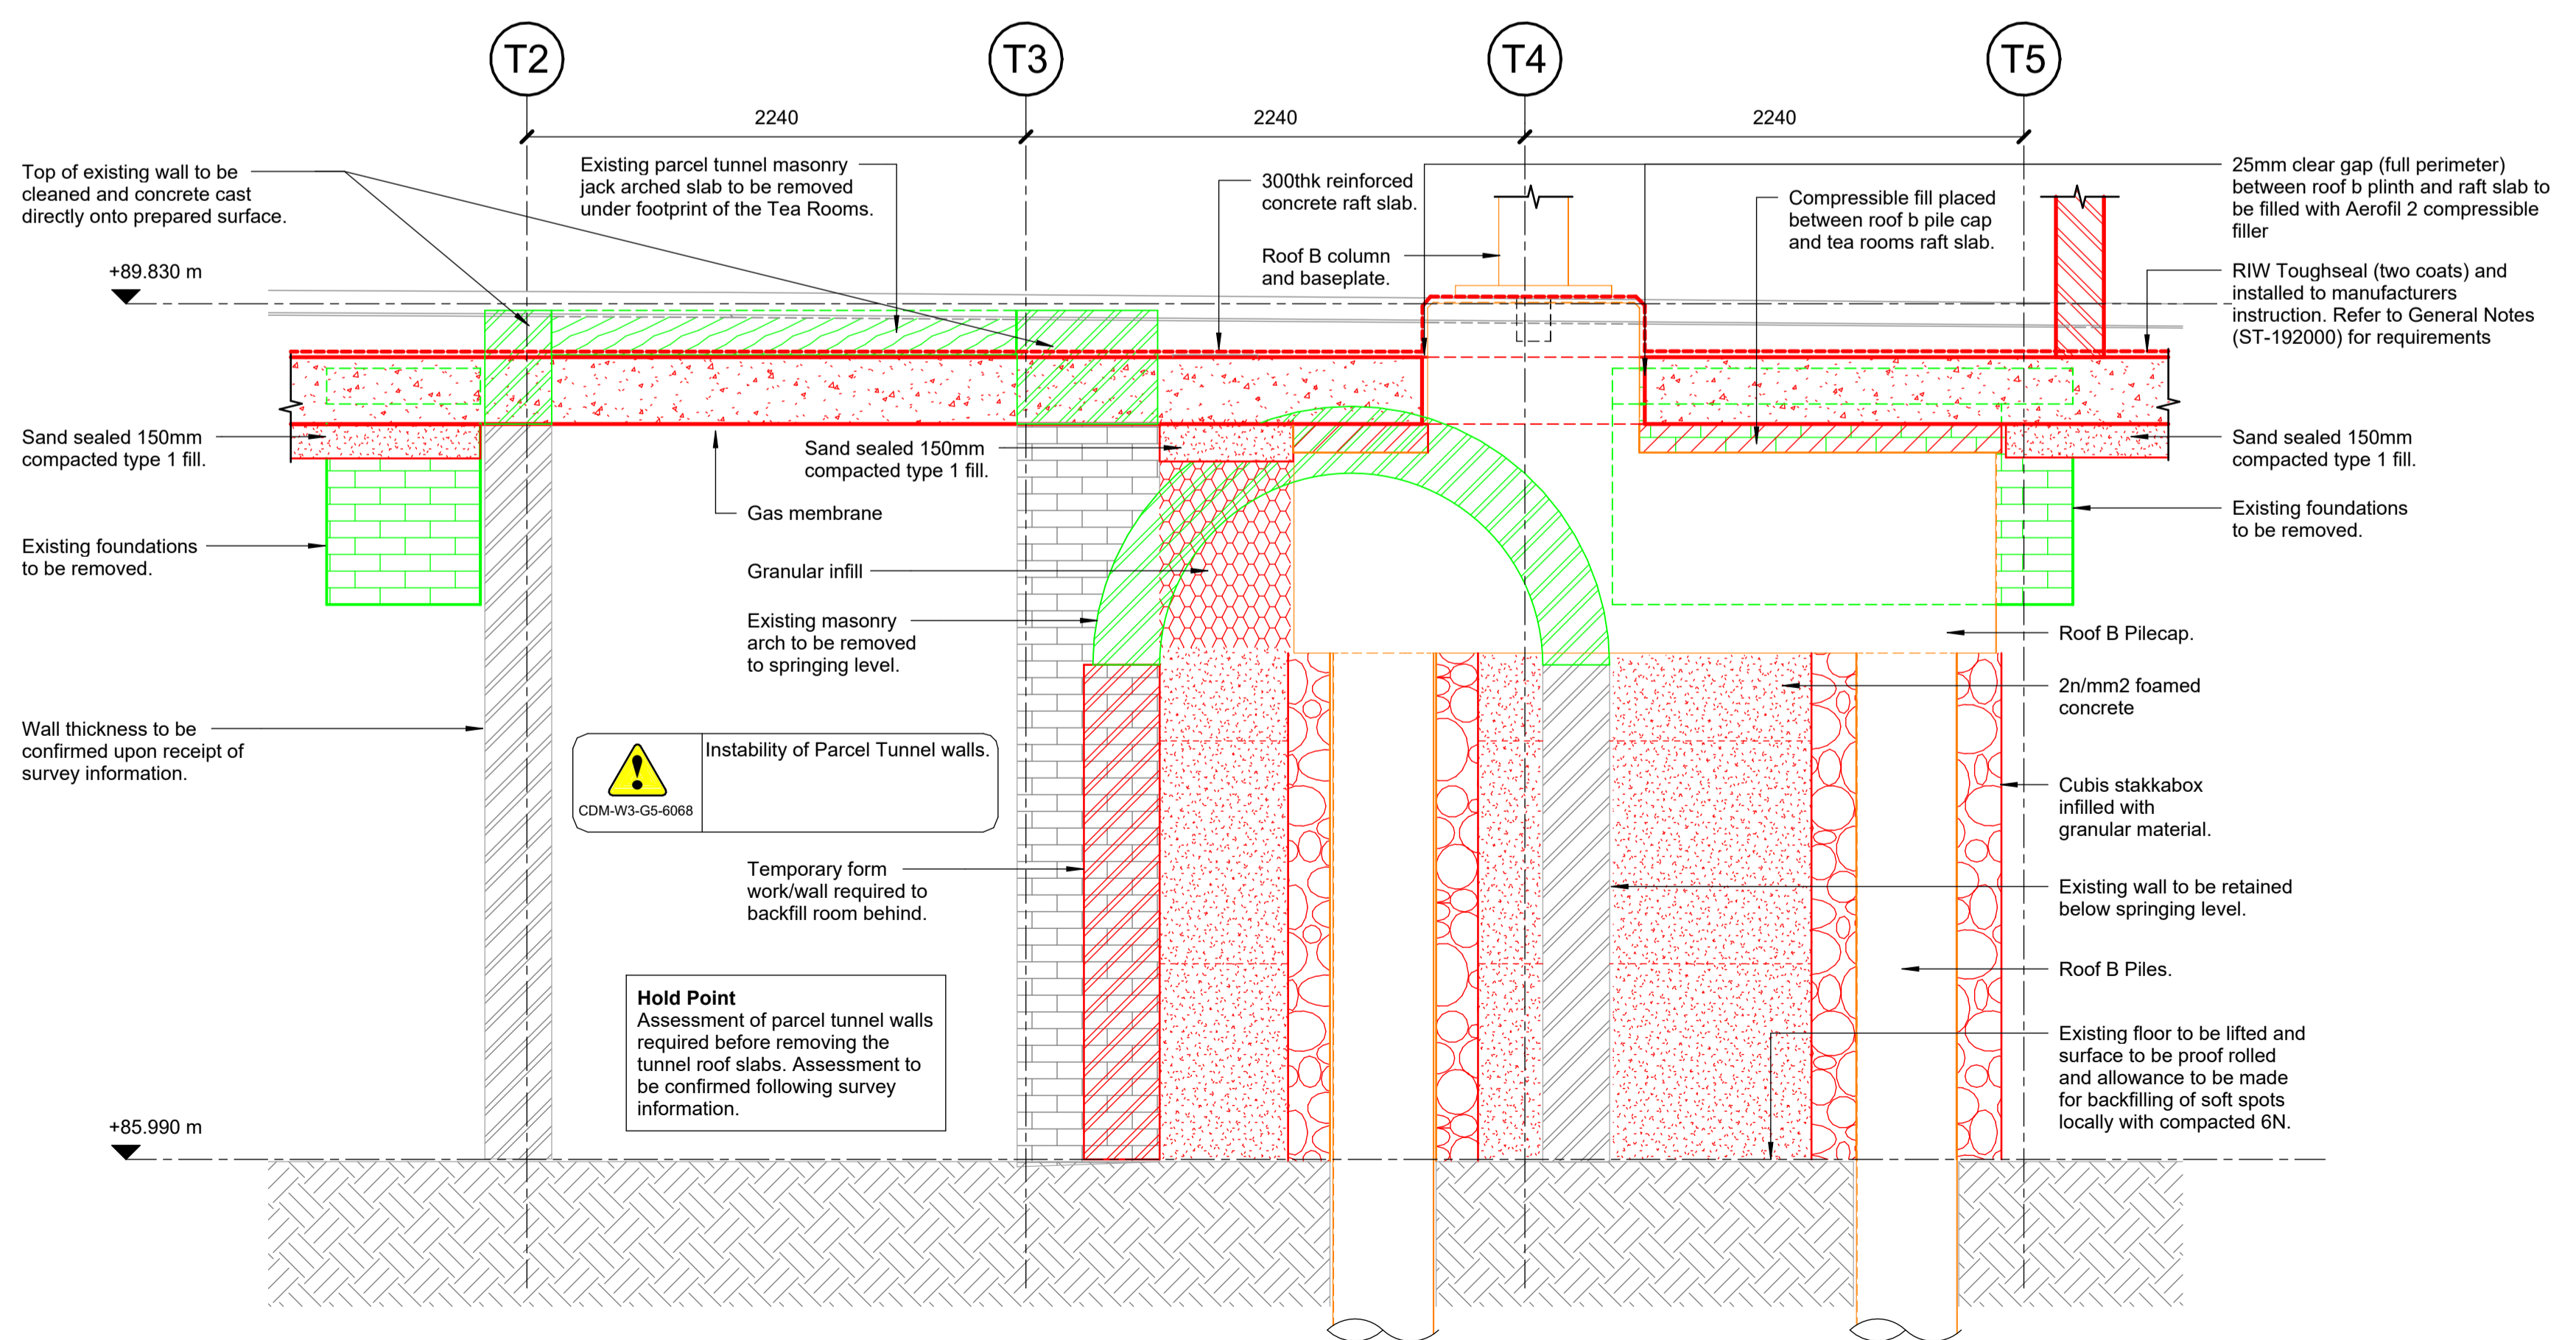 T2
T3
T4
T5
2240
2240
2240
Top of existing wall to be
cleaned and concrete cast
directly onto prepared surface.
Existing parcel tunnel masonry
jack arched slab to be removed
under footprint of the Tea Rooms.
300thk reinforced
concrete raft slab.
Roof B column
and baseplate.
Compressible fill placed
between roof b pile cap
and tea rooms raft slab.
25mm clear gap (full perimeter)
between roof b plinth and raft slab to
be filled with Aerofil 2 compressible
filler
RIW Toughseal (two coats) and
installed to manufacturers
instruction. Refer to General Notes
(ST-192000) for requirements
+89.830 m
Sand sealed 150mm
compacted type 1 fill.
Sand sealed 150mm
compacted type 1 fill.
Sand sealed 150mm
compacted type 1 fill.
Gas membrane
Existing foundations
to be removed.
Existing foundations
to be removed.
Granular infill
Existing masonry
arch to be removed
to springing level.
Roof B Pilecap.
2n/mm2 foamed
concrete
Wall thickness to be
confirmed upon receipt of
survey information.
Instability of Parcel Tunnel walls.
CDM-W3-G5-6068
Cubis stakkabox
infilled with
granular material.
Temporary form
work/wall required to
backfill room behind.
Existing wall to be retained
below springing level.
Roof B Piles.
Hold Point
Assessment of parcel tunnel walls
required before removing the
tunnel roof slabs. Assessment to
be confirmed following survey
information.
Existing floor to be lifted and
surface to be proof rolled
and allowance to be made
for backfilling of soft spots
locally with compacted 6N.
+85.990 m